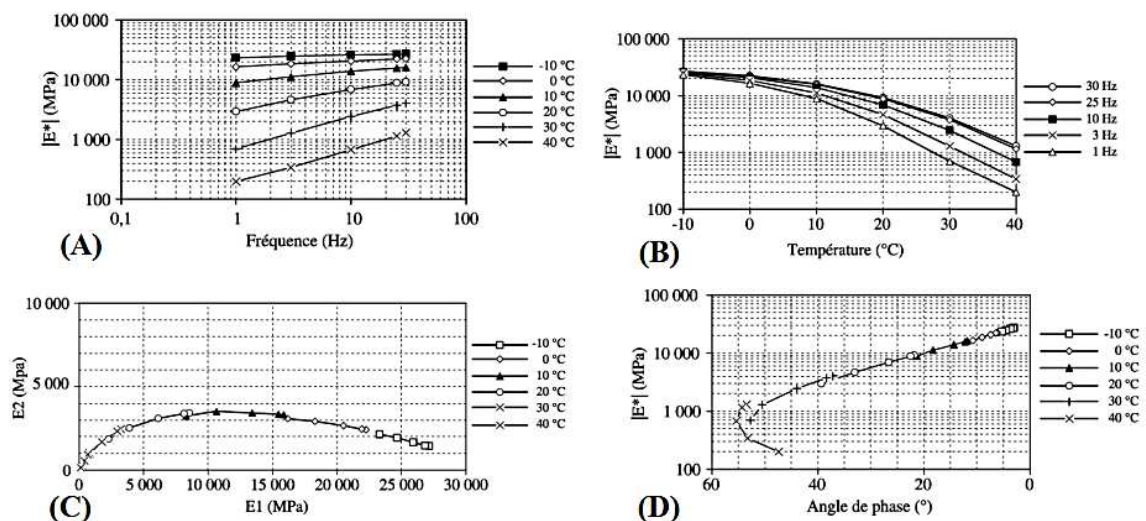 100 000
10 000
1 000
100
|E*| (MPa)
0,1
1
10
100
Fréquence (Hz)
-10 °C
0 °C
10 °C
20 °C
30 °C
40 °C
(A)
100 000
10 000
1 000
100
|E*| (MPa)
-10
0
10
20
30
40
Température (°C)
30 Hz
25 Hz
10 Hz
3 Hz
1 Hz
(B)
10 000
5 000
0
E2 (Mpa)
0
5 000
10 000
15 000
20 000
25 000
30 000
E1 (MPa)
-10 °C
0 °C
10 °C
20 °C
30 °C
40 °C
(C)
100 000
10 000
1 000
100
|E*| (MPa)
60
40
20
0
Angle de phase (°)
-10 °C
0 °C
10 °C
20 °C
30 °C
40 °C
(D)